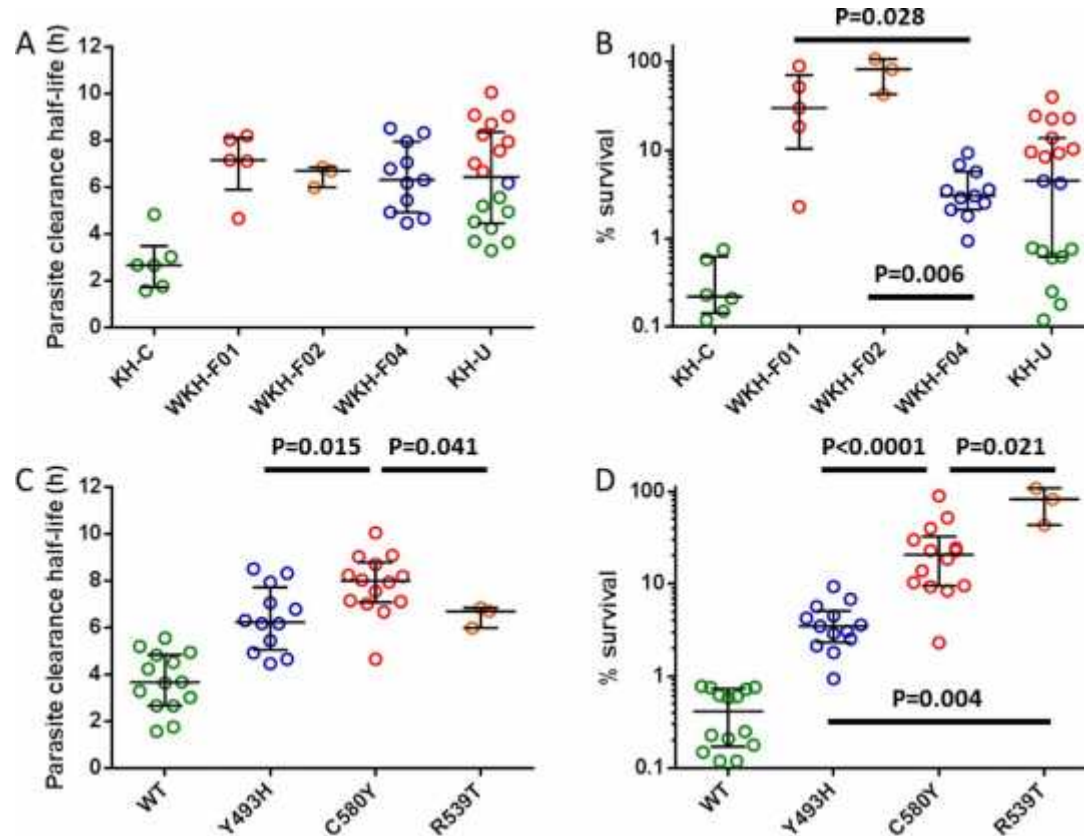 A
Parasite clearance half-life (h)
12
10
8
6
4
2
0
KH-C
WKH-F01
WKH-F02
WKH-F04
KH-U
B
P=0.028
% survival
100
10
1
0.1
P=0.006
KH-C
WKH-F01
WKH-F02
WKH-F04
KH-U
C
P=0.015
P=0.041
Parasite clearance half-life (h)
12
10
8
6
4
2
0
WT
Y493H
C580Y
R539T
D
P<0.0001
P=0.021
% survival
100
10
1
0.1
P=0.004
WT
Y493H
C580Y
R539T